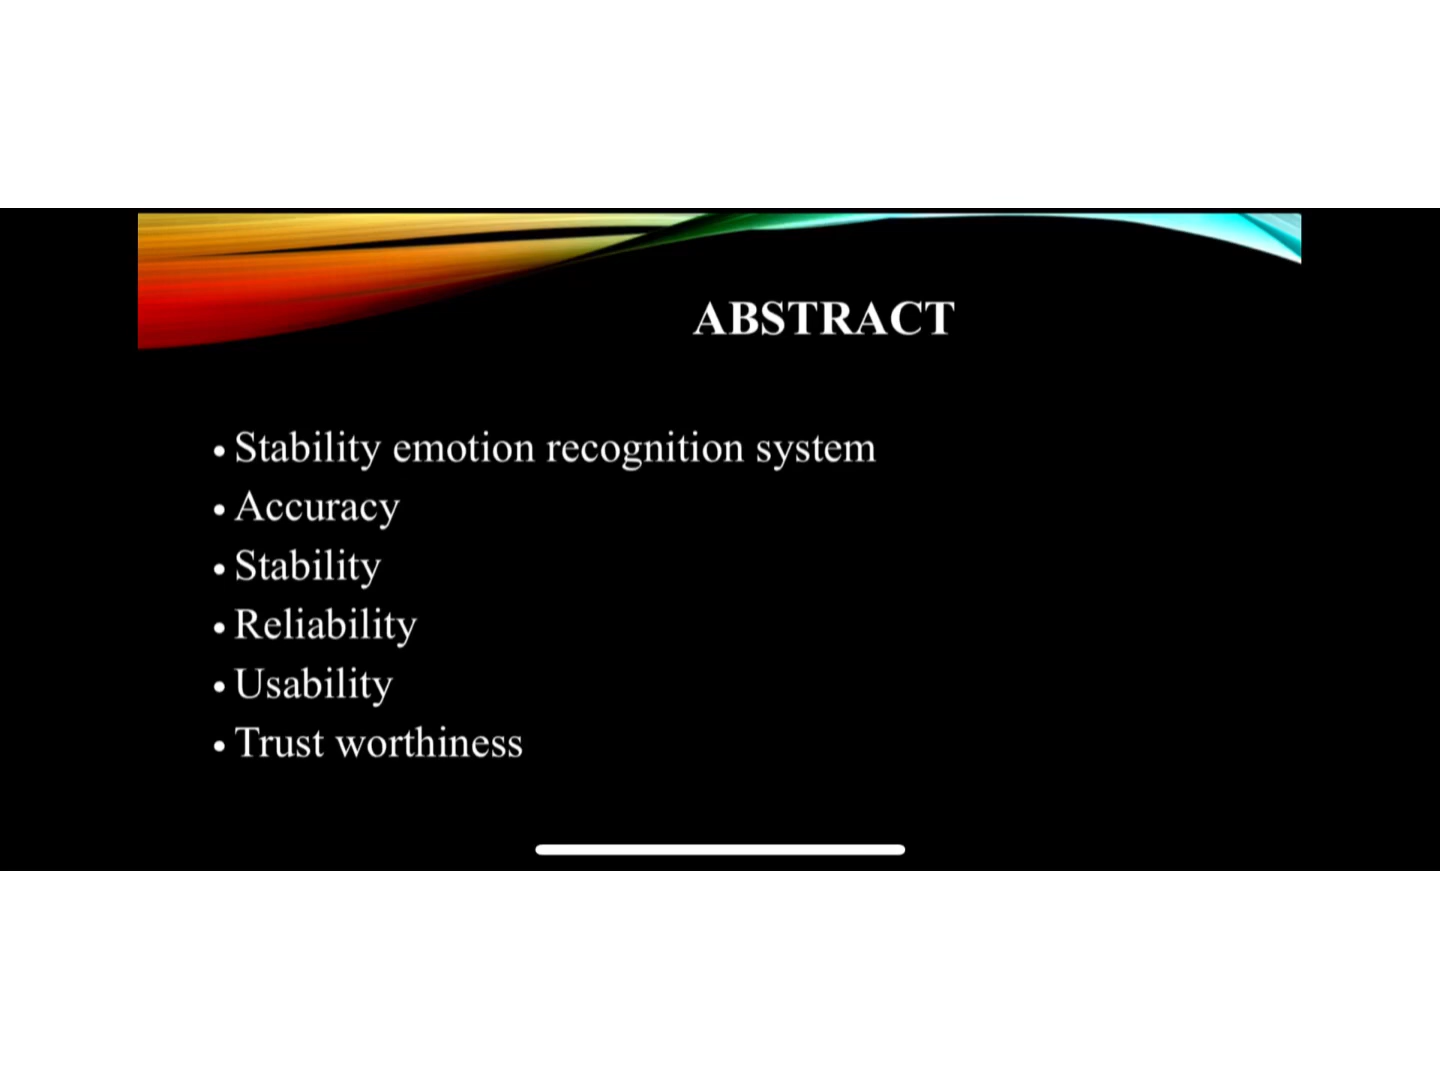 ABSTRACT
• Stability emotion recognition system
• Accuracy
• Stability
• Reliability
• Usability
• Trust worthiness